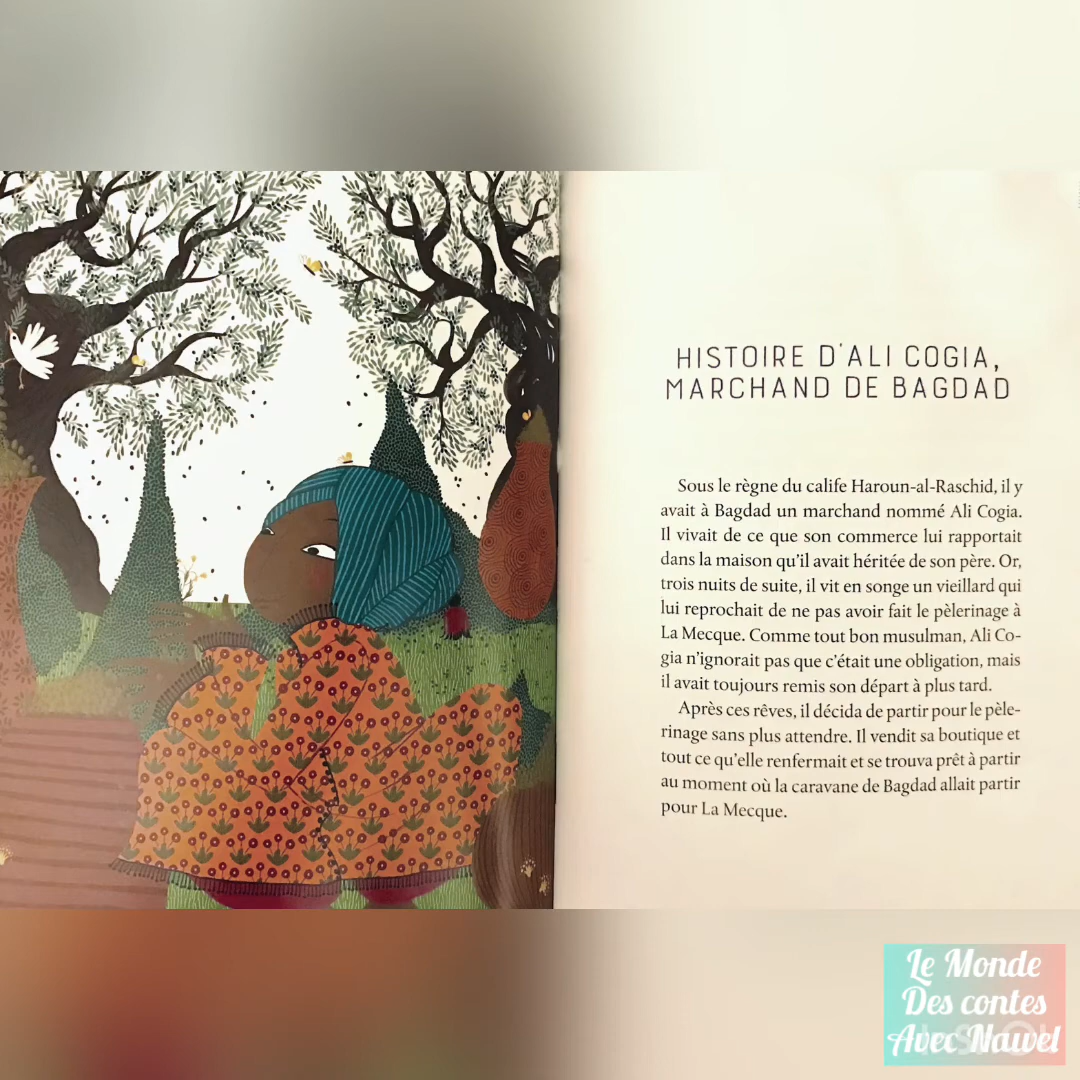 HISTOIRE D'ALI COGIA,
MARCHAND DE BAGDAD
Sous le règne du calife Haroun-al-Raschid, il y
avait à Bagdad un marchand nommé Ali Cogia.
Il vivait de ce que son commerce lui rapportait
dans la maison qu'il avait héritée de son père. Or,
trois nuits de suite, il vit en songe un vieillard qui
lui reprochait de ne pas avoir fait le pèlerinage à
La Mecque. Comme tout bon musulman, Ali Co-
gia n'ignorait pas que c'était une obligation, mais
il avait toujours remis son départ à plus tard.
Après ces rêves, il décida de partir pour le pèle-
rinage sans plus attendre. Il vendit sa boutique et
tout ce qu'elle renfermait et se trouva prêt à partir
au moment où la caravane de Bagdad allait partir
pour La Mecque.
Le Monde
Des contes
Avec Nawel